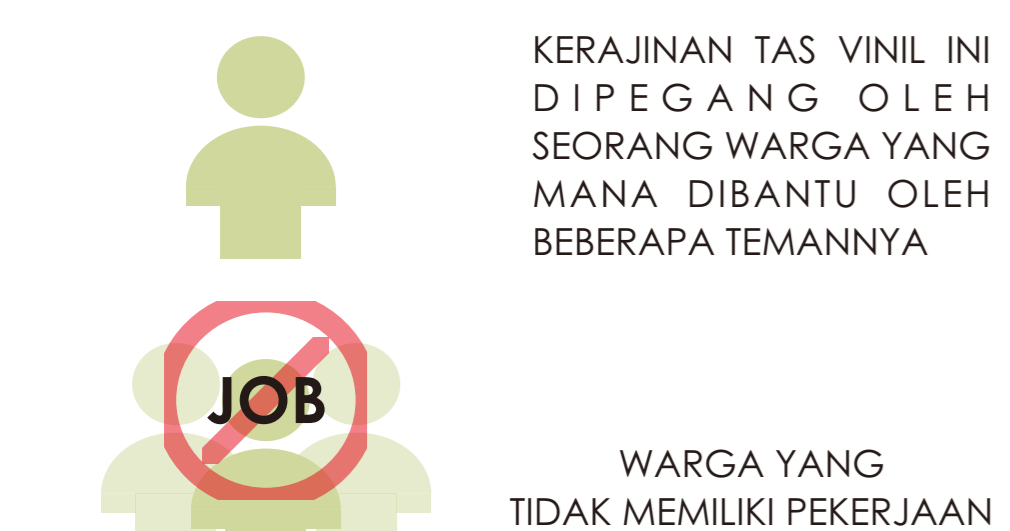 KERAJINAN TAS VINIL INI
DIPEGANG OLEH
SEORANG WARGA YANG
MANA DIBANTU OLEH
BEBERAPA TEMANNYA
JOB
WARGA YANG
TIDAK MEMILIKI PEKERJAAN